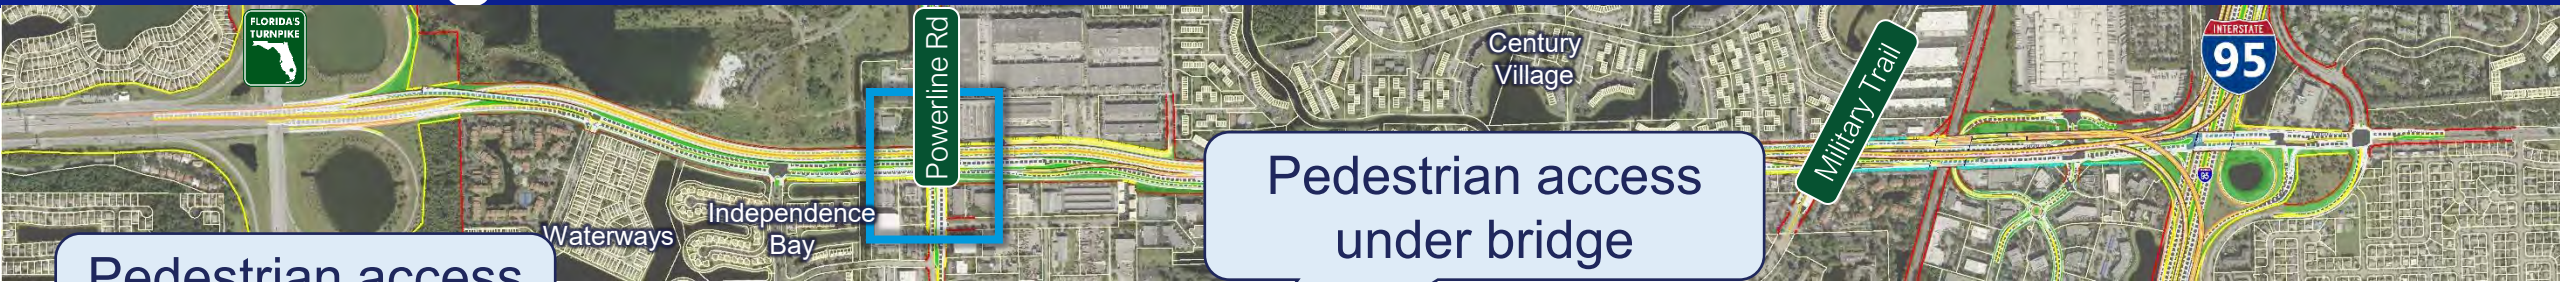 FLORIDA'S
TURNPIKE
Powerline Rd
Century
Village
Military Trail
INTERSTATE
95
Waterways
Independence
Bay
Pedestrian access
under bridge
Pedestrian access
95